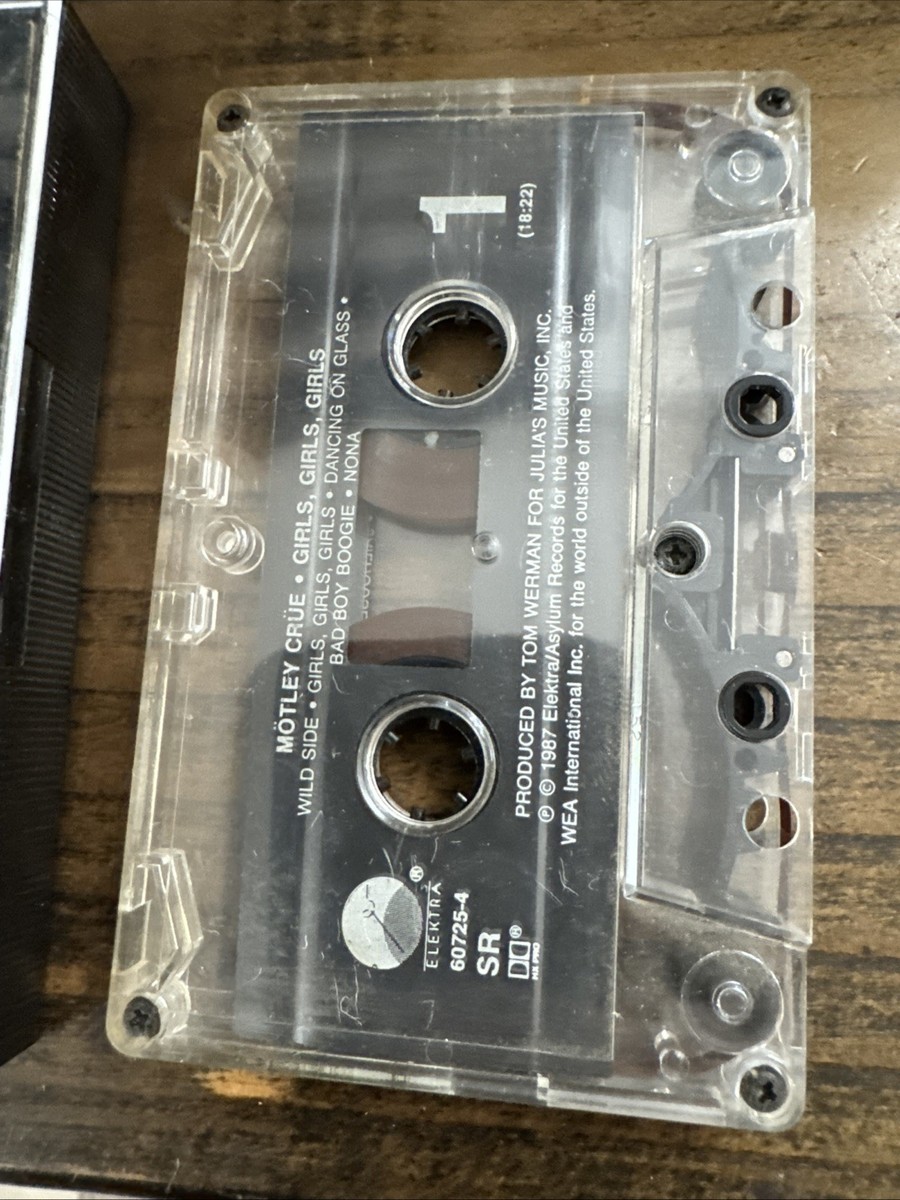 MÖTLEY CRÜE • GIRLS, GIRLS, GIRLS
WILD SIDE • GIRLS, GIRLS, GIRLS • DANCING ON GLASS •
BAD BOY BOOGIE • NONA
1
(18:22)
ELEKTRA®
60725-4
SR
®
HX PRO
PRODUCED BY TOM WERMAN FOR JULIA'S MUSIC, INC.
℗ © 1987 Elektra/Asylum Records for the United States and
WEA International Inc. for the world outside of the United States.